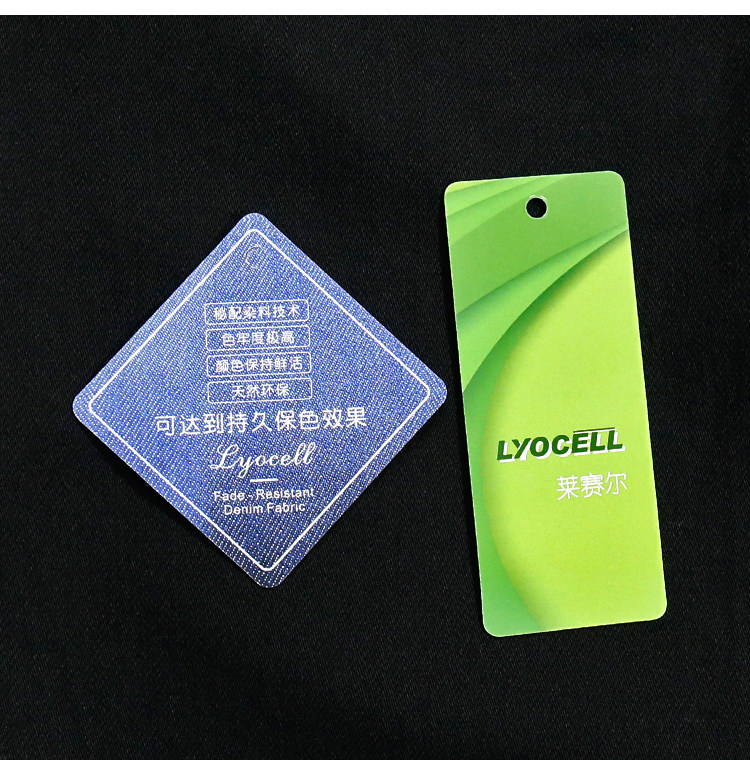 秘配染料技术
色牢度极高
颜色保持鲜活
天然环保
可达到持久保色效果
Lyocell
Fade - Resistant
Denim Fabric
LYOCELL
莱赛尔